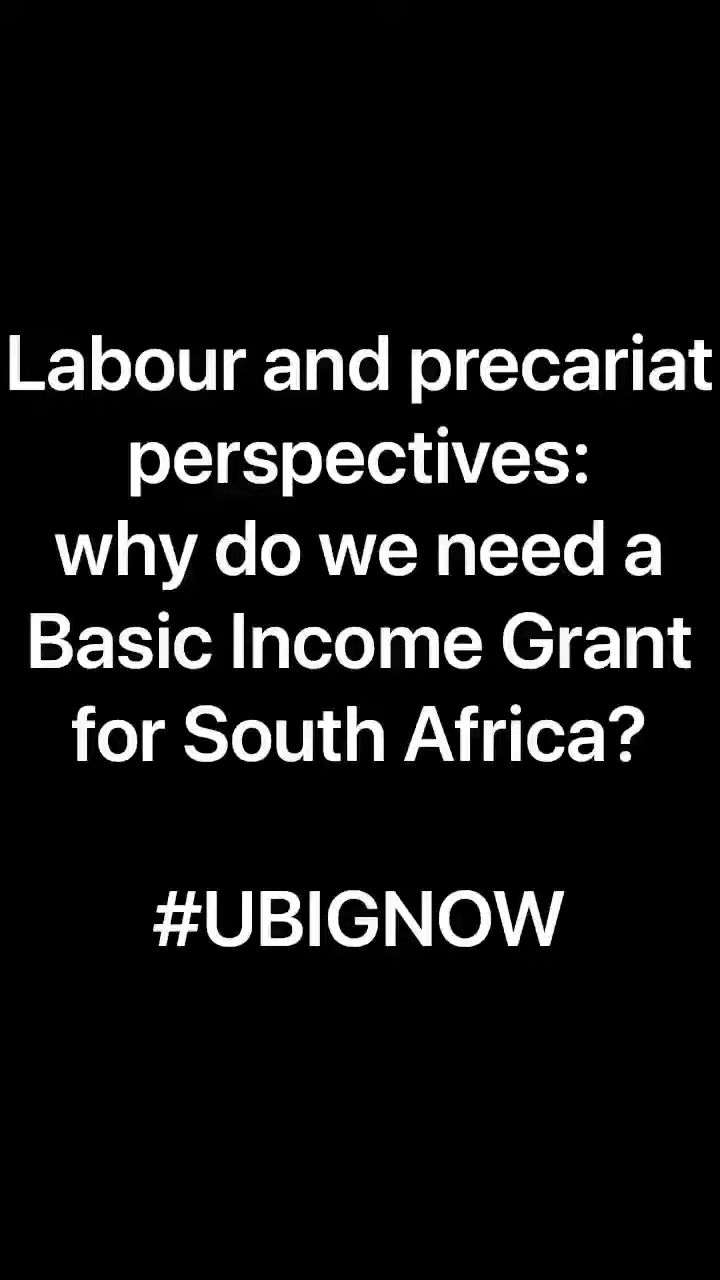 Labour and precariat
perspectives:
why do we need a
Basic Income Grant
for South Africa?
#UBIGNOW